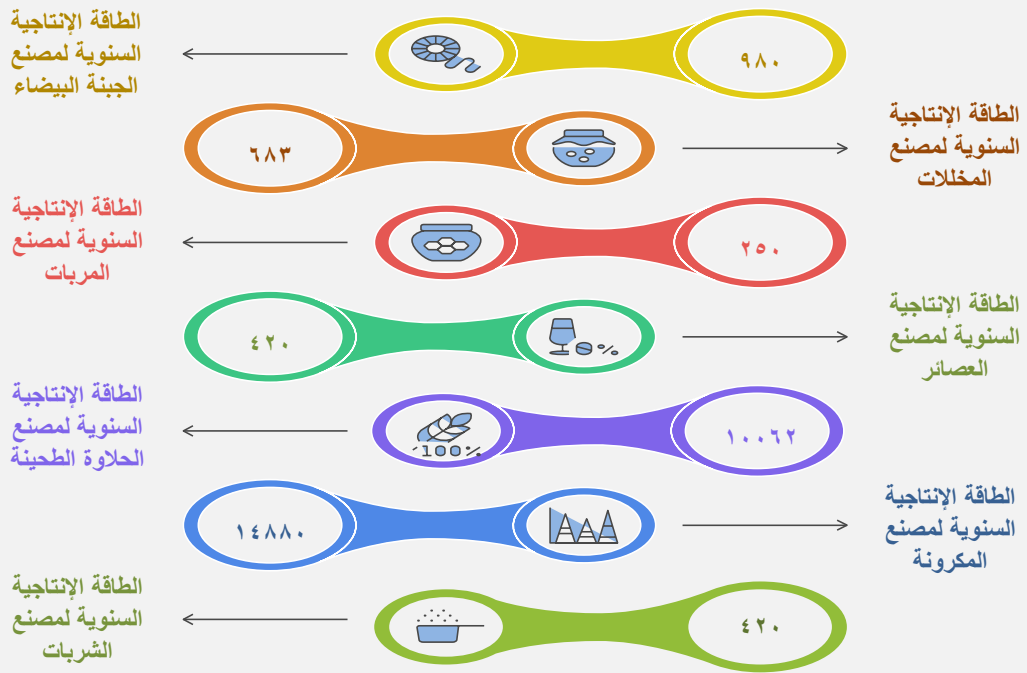 الطاقة الإنتاجية
السنوية لمصنع
الجبنة البيضاء
٩٨٠
الطاقة الإنتاجية
السنوية لمصنع
المخللات
٦٨٣
الطاقة الإنتاجية
السنوية لمصنع
المربات
٢٥٠
الطاقة الإنتاجية
السنوية لمصنع
العصائر
٤٢٠
%
الطاقة الإنتاجية
السنوية لمصنع
الحلاوة الطحينة
١٠٠٦٢
100%
الطاقة الإنتاجية
السنوية لمصنع
المكرونة
١٤٨٨٠
الطاقة الإنتاجية
السنوية لمصنع
الشربات
٤٢٠